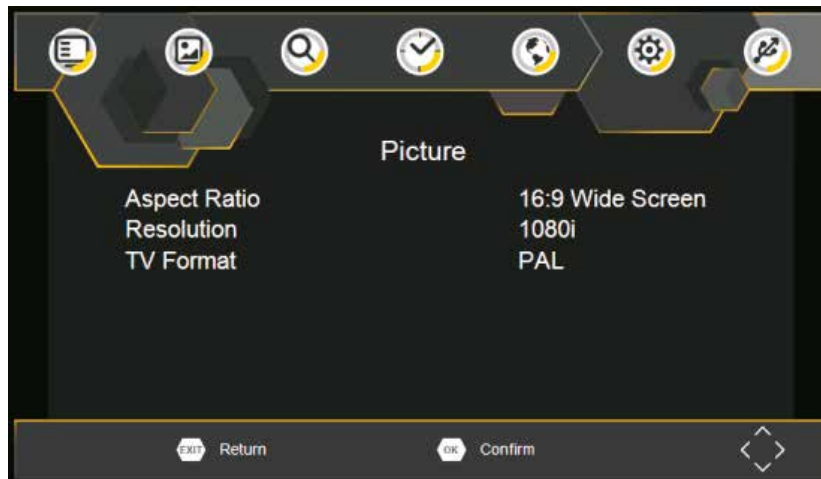 Picture
Aspect Ratio 16:9 Wide Screen
Resolution 1080i
TV Format PAL
EXIT Return OK Confirm